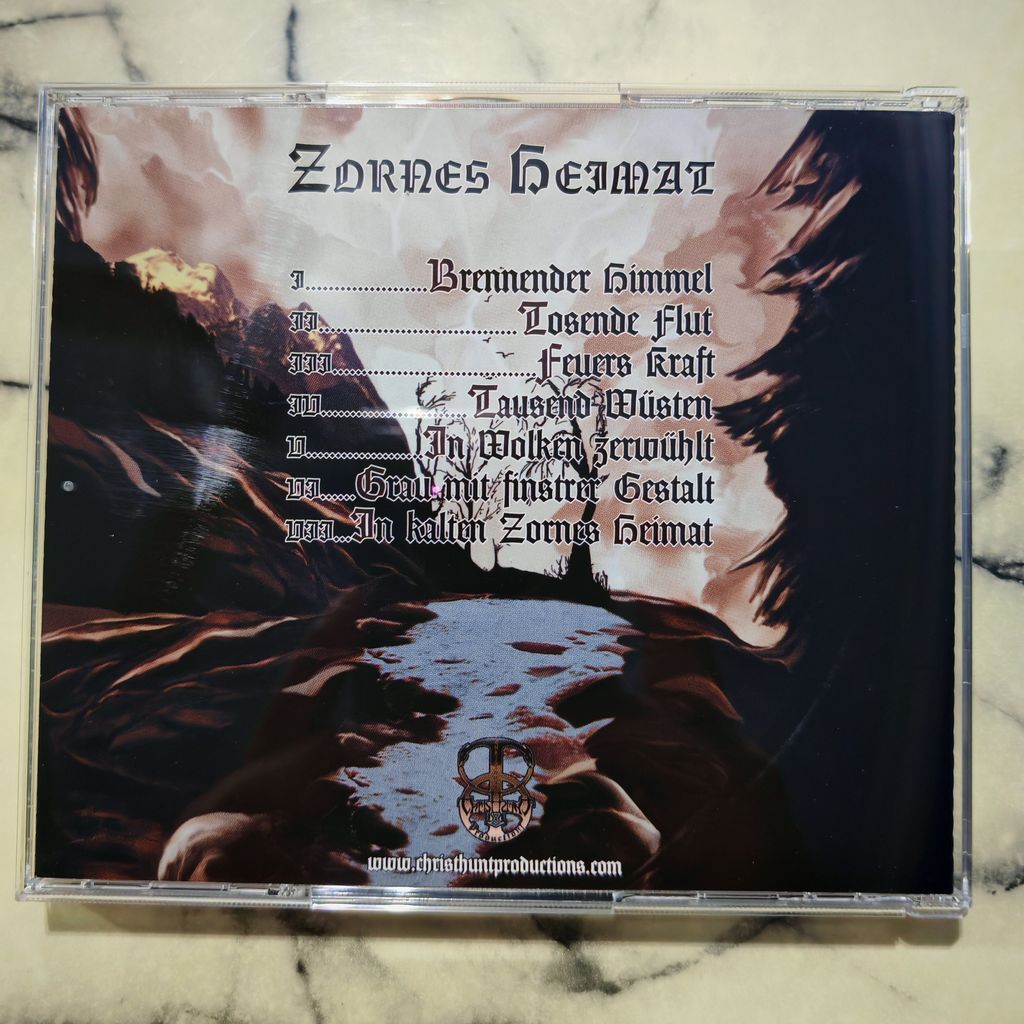 Zornes Heimat
I....................Brennender Himmel
II.................................Tosende Flut
III..................................Feuers Kraft
IV........................Tausend Wüsten
V...................In Wolken zerwühlt
VI......Grau mit finstrer Gestalt
VII...In kalten Zornes Heimat
Production
www.christhuntproductions.com